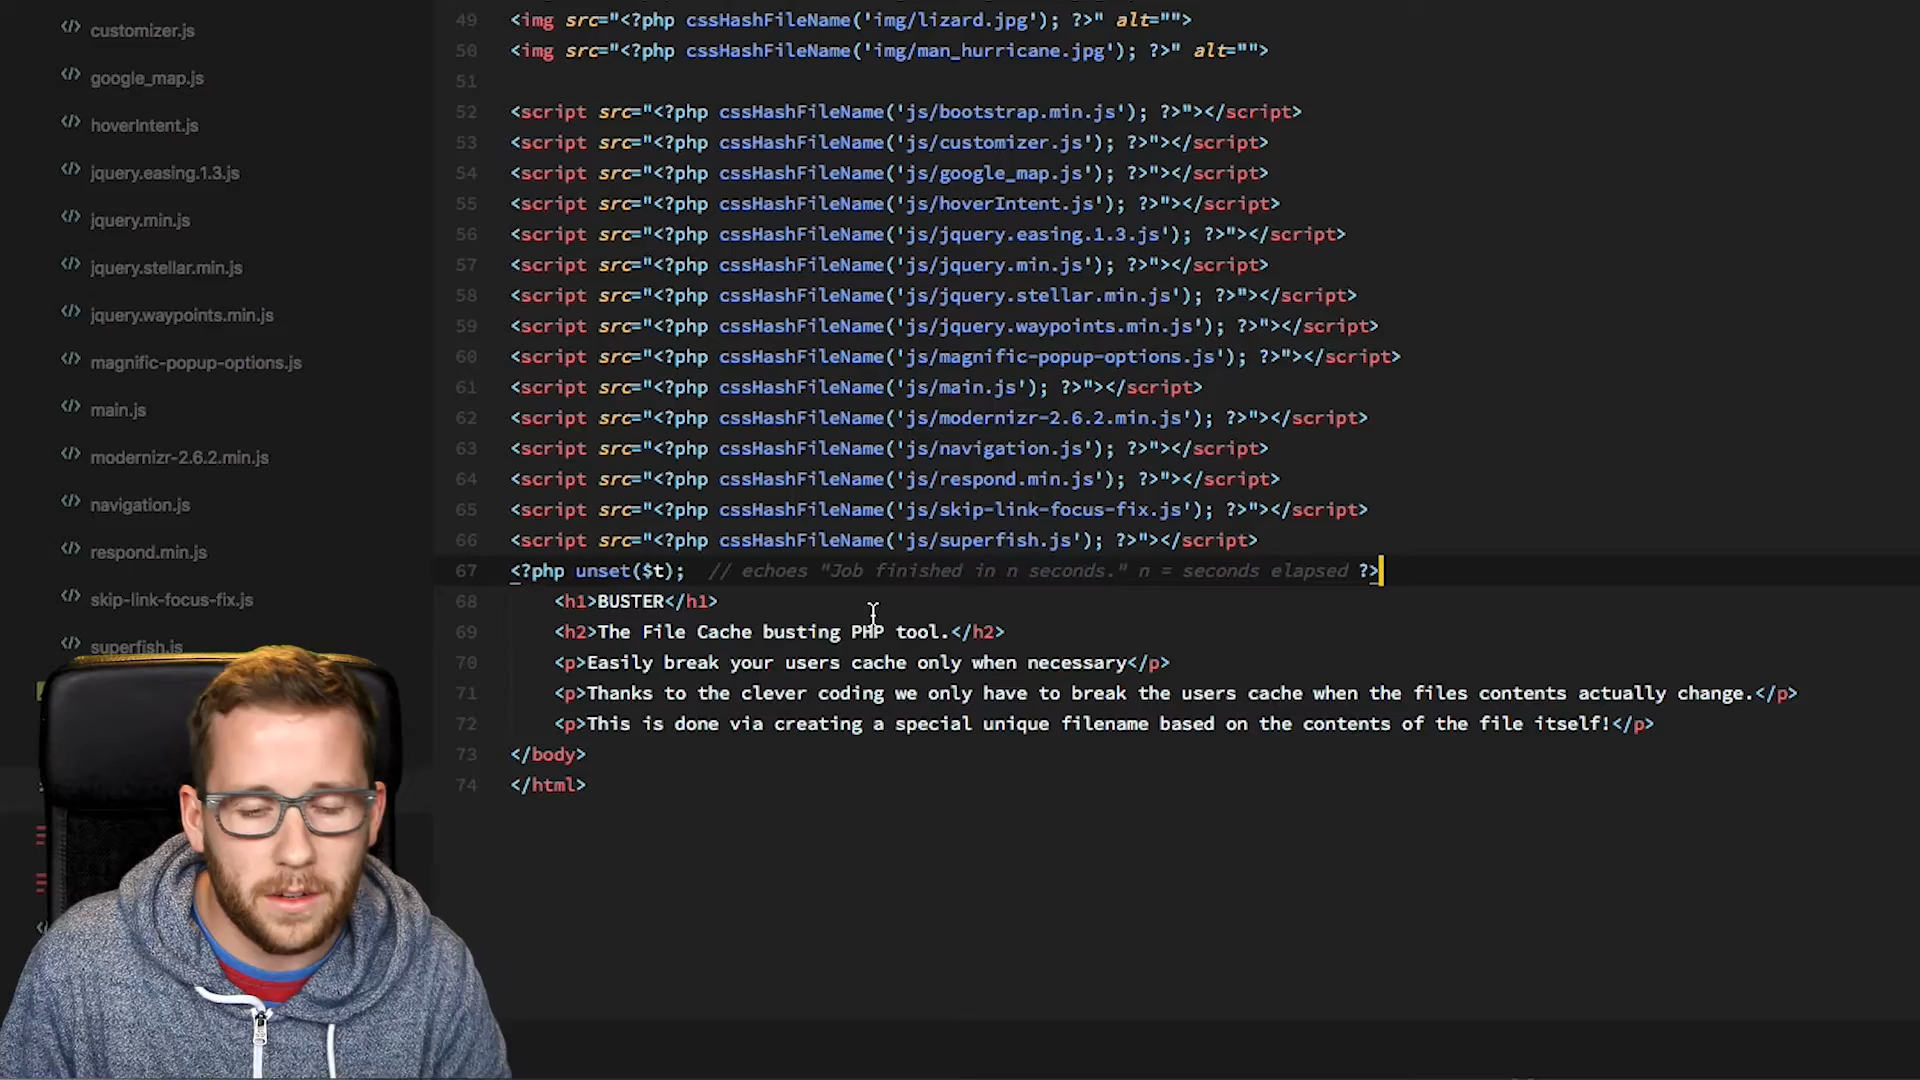 customizer.js
google_map.js
hoverIntent.js
jquery.easing.1.3.js
jquery.min.js
jquery.stellar.min.js
jquery.waypoints.min.js
magnific-popup-options.js
main.js
modernizr-2.6.2.min.js
navigation.js
respond.min.js
skip-link-focus-fix.js
superfish.js
49 <img src="<?php cssHashFileName('img/lizard.jpg'); ?>" alt="">
50 <img src="<?php cssHashFileName('img/man_hurricane.jpg'); ?>" alt="">
51
52 <script src="<?php cssHashFileName('js/bootstrap.min.js'); ?>"></script>
53 <script src="<?php cssHashFileName('js/customizer.js'); ?>"></script>
54 <script src="<?php cssHashFileName('js/google_map.js'); ?>"></script>
55 <script src="<?php cssHashFileName('js/hoverIntent.js'); ?>"></script>
56 <script src="<?php cssHashFileName('js/jquery.easing.1.3.js'); ?>"></script>
57 <script src="<?php cssHashFileName('js/jquery.min.js'); ?>"></script>
58 <script src="<?php cssHashFileName('js/jquery.stellar.min.js'); ?>"></script>
59 <script src="<?php cssHashFileName('js/jquery.waypoints.min.js'); ?>"></script>
60 <script src="<?php cssHashFileName('js/magnific-popup-options.js'); ?>"></script>
61 <script src="<?php cssHashFileName('js/main.js'); ?>"></script>
62 <script src="<?php cssHashFileName('js/modernizr-2.6.2.min.js'); ?>"></script>
63 <script src="<?php cssHashFileName('js/navigation.js'); ?>"></script>
64 <script src="<?php cssHashFileName('js/respond.min.js'); ?>"></script>
65 <script src="<?php cssHashFileName('js/skip-link-focus-fix.js'); ?>"></script>
66 <script src="<?php cssHashFileName('js/superfish.js'); ?>"></script>
67 <?php unset($t); // echoes "Job finished in n seconds." n = seconds elapsed ?>
68 <h1>BUSTER</h1>
69 <h2>The File Cache busting PHP tool.</h2>
70 <p>Easily break your users cache only when necessary</p>
71 <p>Thanks to the clever coding we only have to break the users cache when the files contents actually change.</p>
72 <p>This is done via creating a special unique filename based on the contents of the file itself!</p>
73 </body>
74 </html>